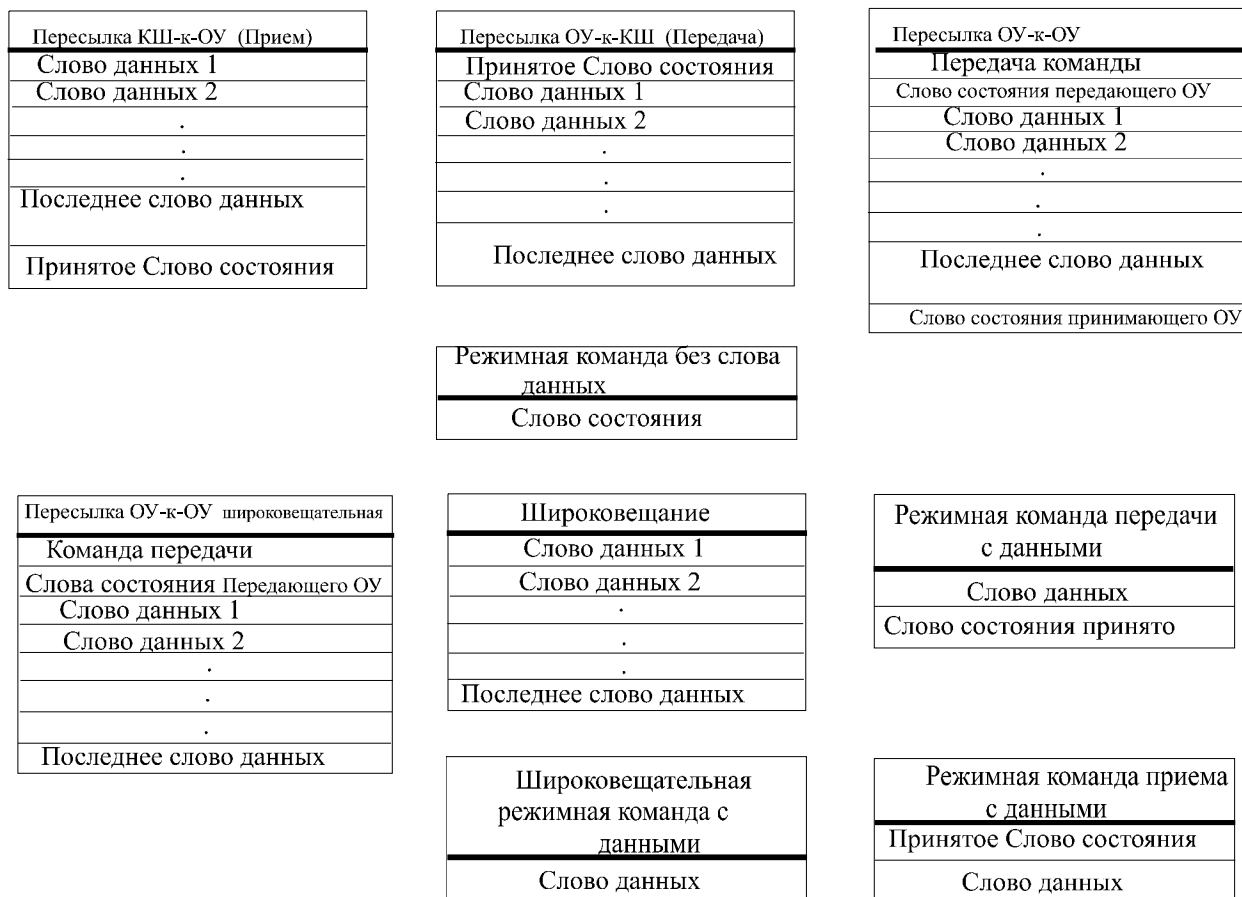 Пересылка КШ-к-ОУ (Прием)
Слово данных 1
Слово данных 2
.
.
.
Последнее слово данных
Принятое Слово состояния
Пересылка ОУ-к-КШ (Передача)
Принятое Слово состояния
Слово данных 1
Слово данных 2
.
.
.
Последнее слово данных
Пересылка ОУ-к-ОУ
Передача команды
Слово состояния передающего ОУ
Слово данных 1
Слово данных 2
.
.
.
Последнее слово данных
Слово состояния принимающего ОУ
Режимная команда без слова
данных
Слово состояния
Пересылка ОУ-к-ОУ широковещательная
Команда передачи
Слова состояния Передающего ОУ
Слово данных 1
Слово данных 2
.
.
.
Последнее слово данных
Широковещание
Слово данных 1
Слово данных 2
.
.
.
Последнее слово данных
Режимная команда передачи
с данными
Слово данных
Слово состояния принято
Широковещательная
режимная команда с
данными
Слово данных
Режимная команда приема
с данными
Принятое Слово состояния
Слово данных